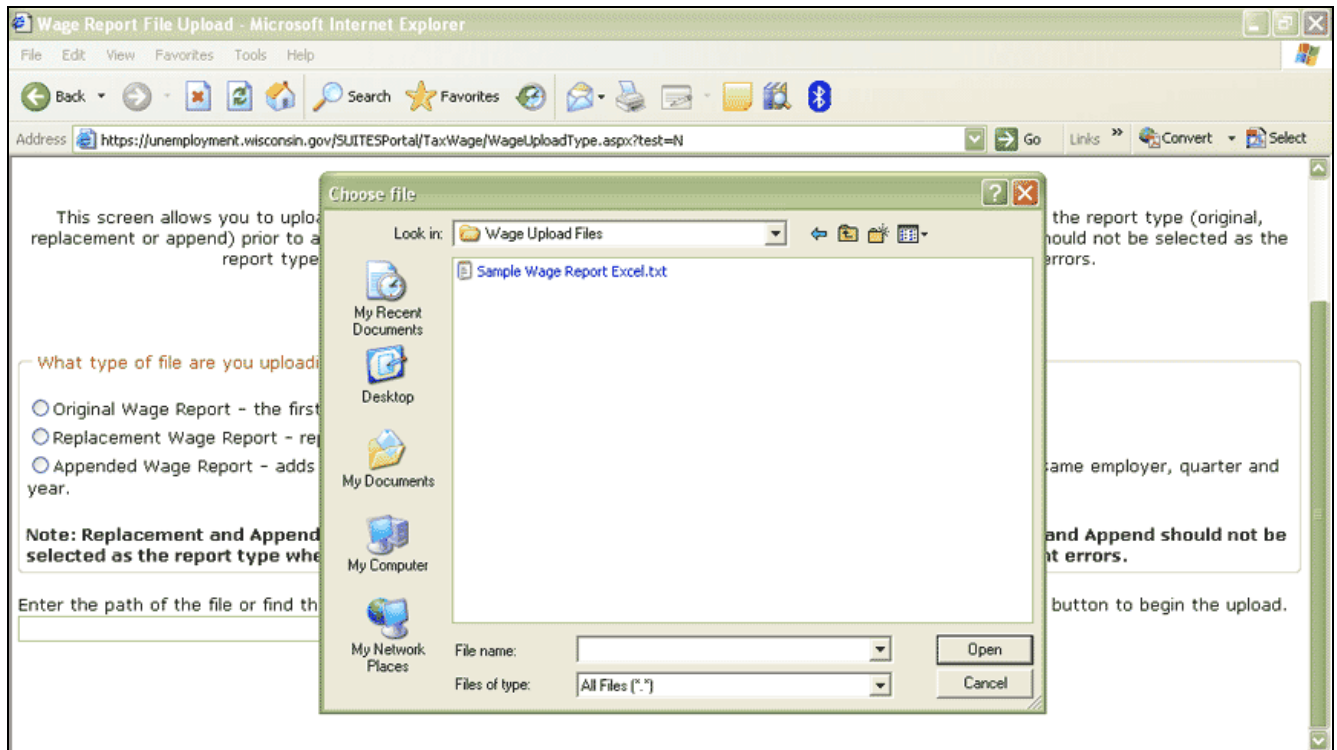 Wage Report File Upload - Microsoft Internet Explorer
File Edit View Favorites Tools Help
Back Search Favorites
Address https://unemployment.wisconsin.gov/SUITESPortal/TaxWage/WageUploadType.aspx?test=N Go Links » Convert Select
Choose file
Look in: Wage Upload Files
Sample Wage Report Excel.txt
My Recent
Documents
Desktop
My Documents
My Computer
My Network
Places
File name: Open
Files of type: All Files (*.*) Cancel
This screen allows you to the report type (original,
replacement or append) prior to should not be selected as the
report type errors.
What type of file are you
Original Wage Report - the first
Replacement Wage Report -
Appended Wage Report - adds same employer, quarter and
year.
Note: Replacement and and Append should not be
selected as the report type errors.
Enter the path of the file or find button to begin the upload.